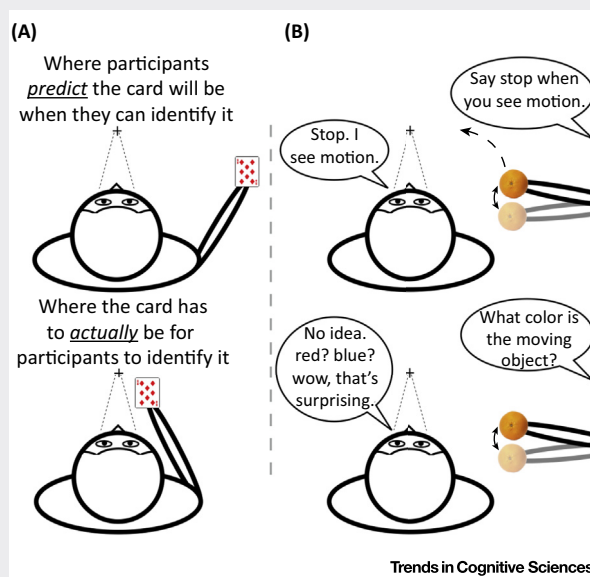 (A)
Where participants
predict the card will be
when they can identify it
Where the card has
to actually be for
participants to identify it
(B)
Say stop when
you see motion.
Stop. I
see motion.
What color is
the moving
object?
No idea.
red? blue?
wow, that's
surprising.
Trends in Cognitive Sciences